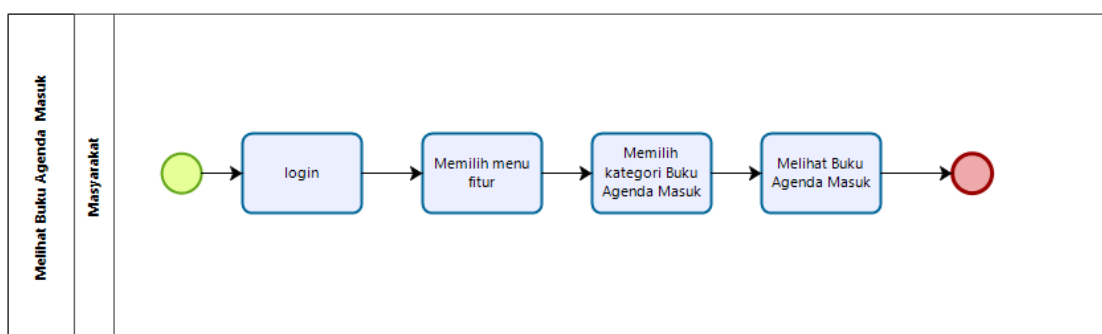 Melihat Buku Agenda Masuk
Masyarakat
login
Memilih menu
fitur
Memilih
kategori Buku
Agenda Masuk
Melihat Buku
Agenda Masuk